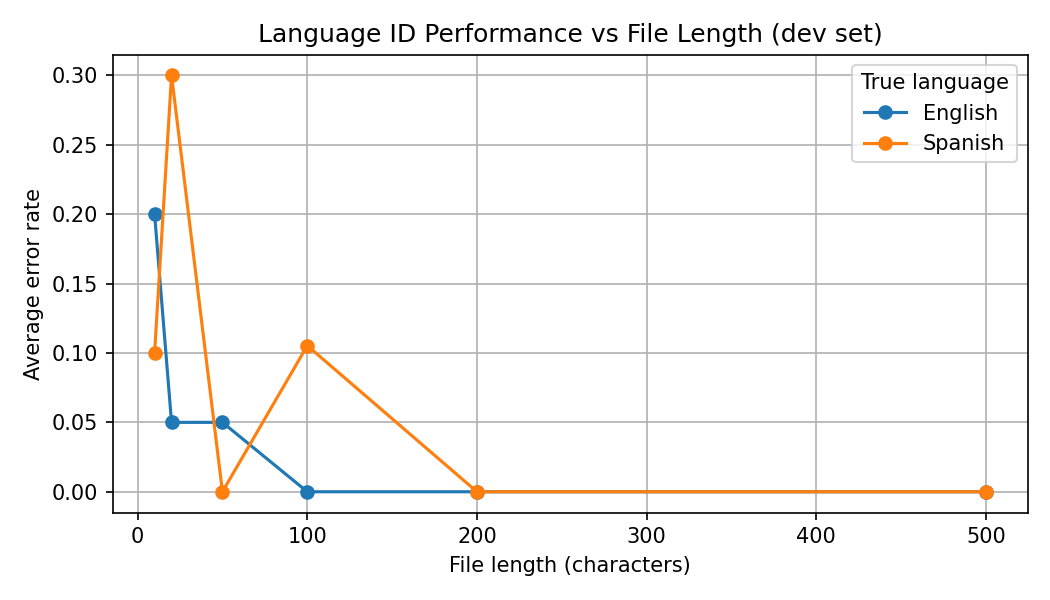 Language ID Performance vs File Length (dev set)
True language
English
Spanish
Average error rate
0.30
0.25
0.20
0.15
0.10
0.05
0.00
0
100
200
300
400
500
File length (characters)